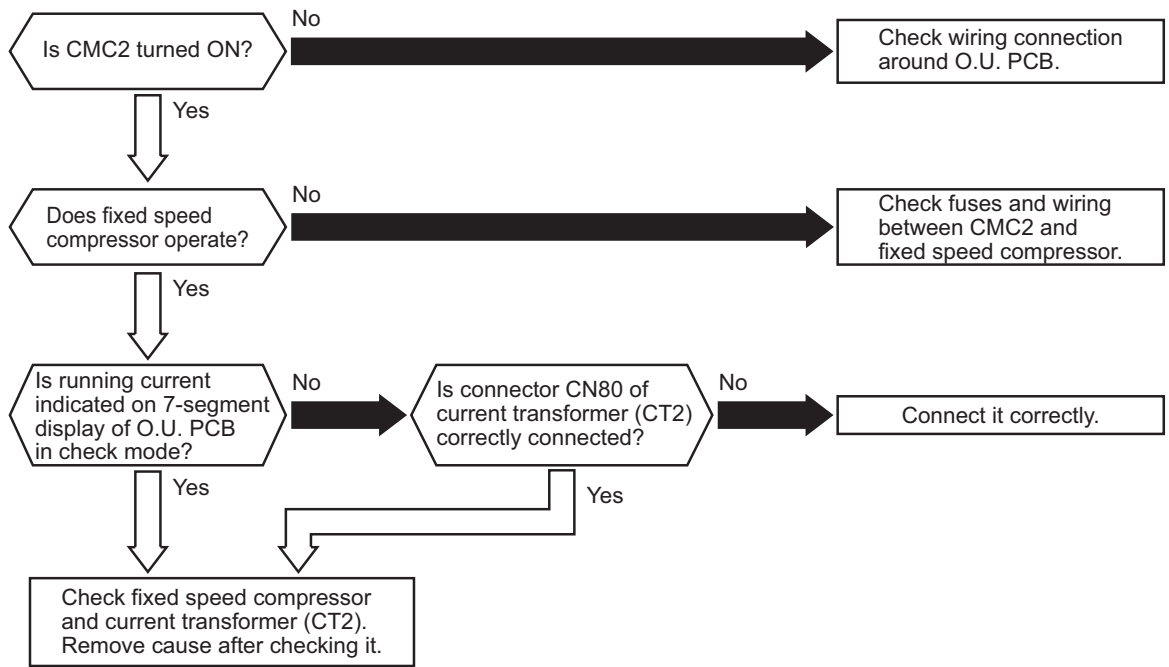 Is CMC2 turned ON?
No
Check wiring connection
around O.U. PCB.
Yes
Does fixed speed
compressor operate?
No
Check fuses and wiring
between CMC2 and
fixed speed compressor.
Yes
Is running current
indicated on 7-segment
display of O.U. PCB
in check mode?
No
Is connector CN80 of
current transformer (CT2)
correctly connected?
No
Connect it correctly.
Yes
Yes
Check fixed speed compressor
and current transformer (CT2).
Remove cause after checking it.